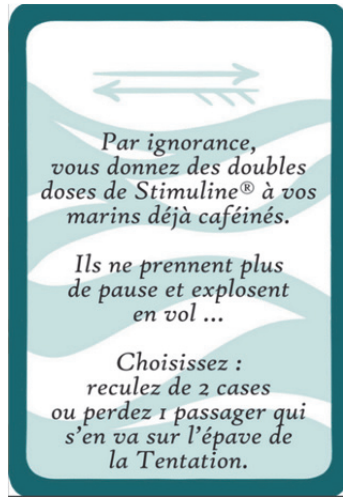 Par ignorance,
vous donnez des doubles
doses de Stimuline® à vos
marins déjà caféinés.
Ils ne prennent plus
de pause et explosent
en vol ...
Choisissez :
reculez de 2 cases
ou perdez 1 passager qui
s'en va sur l'épave de
la Tentation.